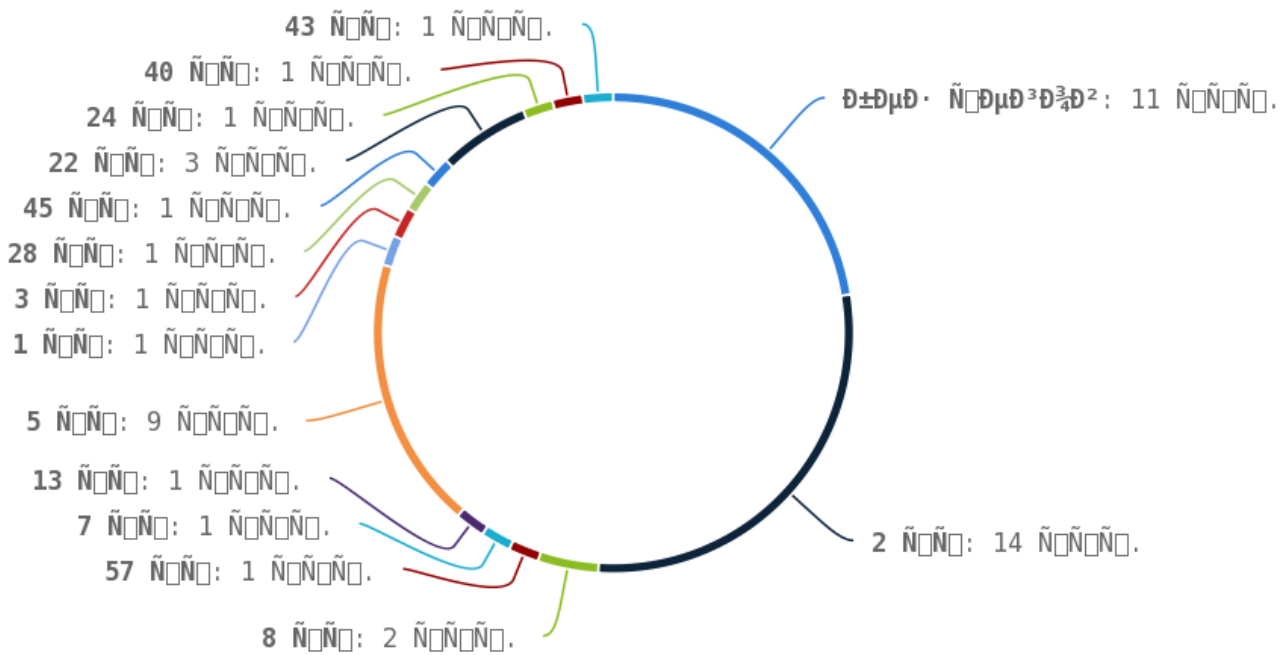 43 Ñ□Ñ□: 1 Ñ□Ñ□Ñ□.
40 Ñ□Ñ□: 1 Ñ□Ñ□Ñ□.
Ð±ÐµÐ· Ñ□ÐµÐ³Ð¾Ð²: 11 Ñ□Ñ□Ñ□.
24 Ñ□Ñ□: 1 Ñ□Ñ□Ñ□.
22 Ñ□Ñ□: 3 Ñ□Ñ□Ñ□.
45 Ñ□Ñ□: 1 Ñ□Ñ□Ñ□.
28 Ñ□Ñ□: 1 Ñ□Ñ□Ñ□.
3 Ñ□Ñ□: 1 Ñ□Ñ□Ñ□.
1 Ñ□Ñ□: 1 Ñ□Ñ□Ñ□.
5 Ñ□Ñ□: 9 Ñ□Ñ□Ñ□.
13 Ñ□Ñ□: 1 Ñ□Ñ□Ñ□.
7 Ñ□Ñ□: 1 Ñ□Ñ□Ñ□.
2 Ñ□Ñ□: 14 Ñ□Ñ□Ñ□.
57 Ñ□Ñ□: 1 Ñ□Ñ□Ñ□.
8 Ñ□Ñ□: 2 Ñ□Ñ□Ñ□.